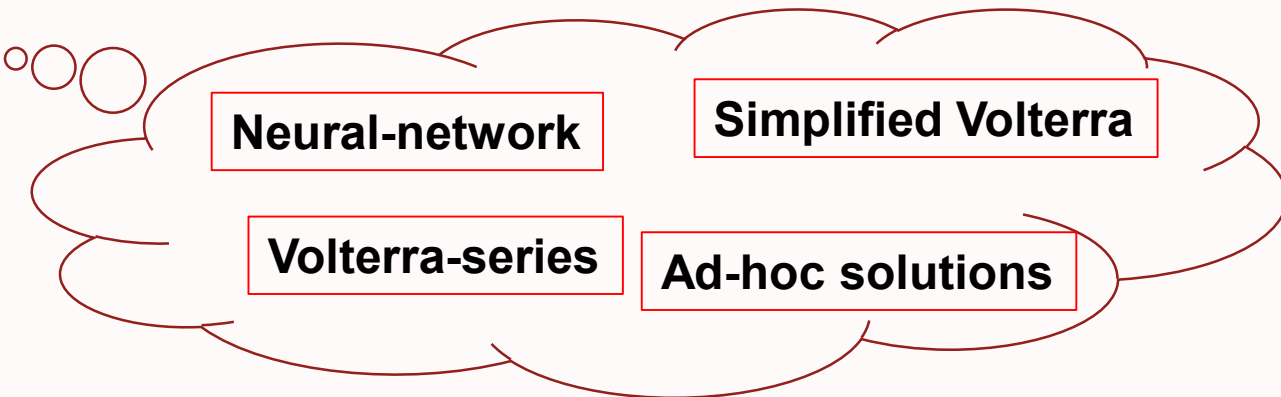 Neural-network
Simplified Volterra
Volterra-series
Ad-hoc solutions